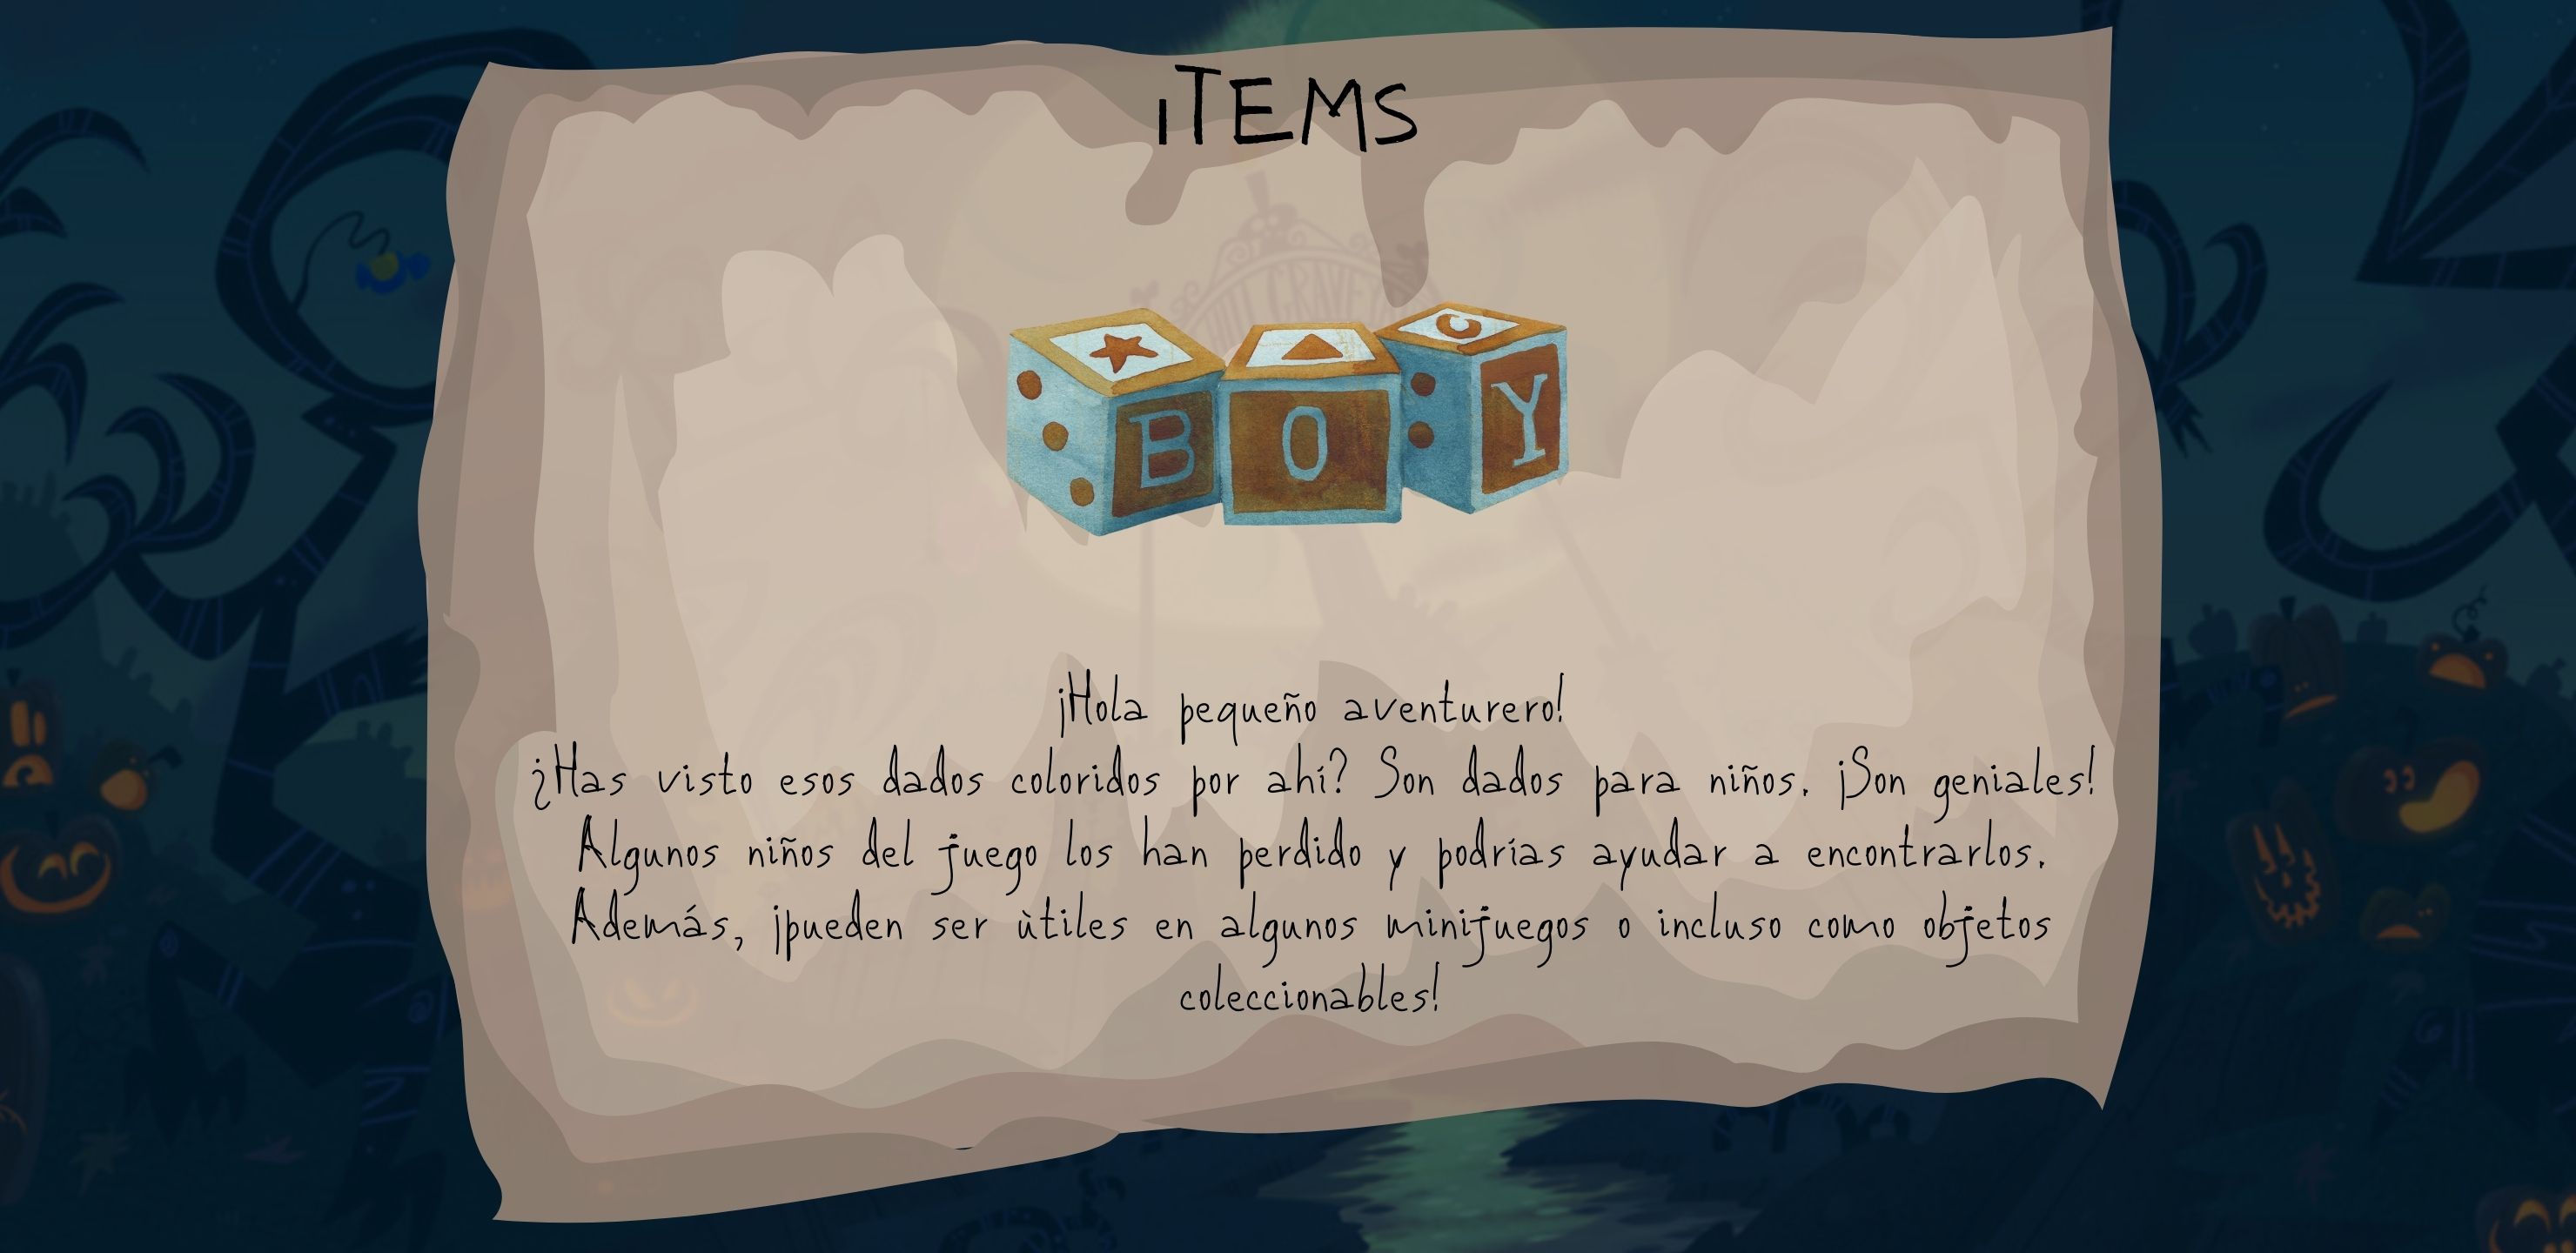 iTEMS
B O Y
¡Hola pequeño aventurero!
¿Has visto esos dados coloridos por ahí? Son dados para niños. ¡Son geniales!
Algunos niños del juego los han perdido y podrías ayudar a encontrarlos.
Además, ¡pueden ser ùtiles en algunos minijuegos o incluso como objetos
coleccionables!